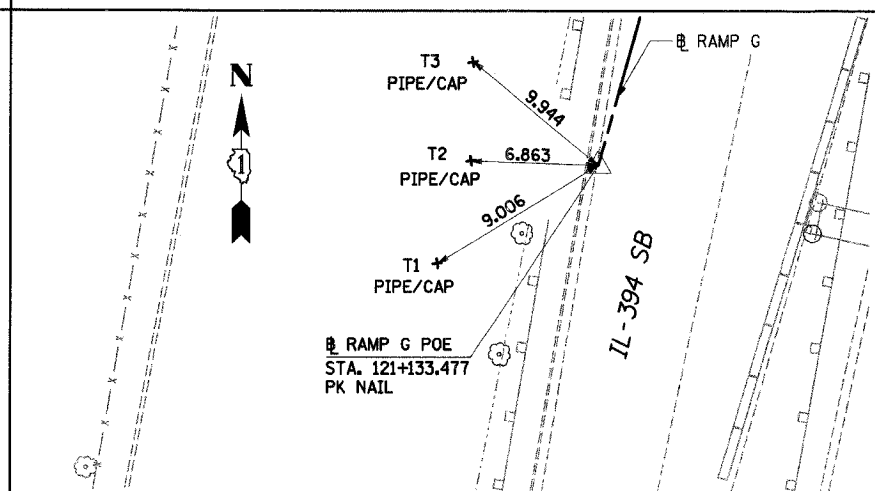 ℄ RAMP G
T3
PIPE/CAP
9.944
N
1
T2
PIPE/CAP
6.863
9.006
T1
PIPE/CAP
IL-394 SB
℄ RAMP G POE
STA. 121+133.477
PK NAIL